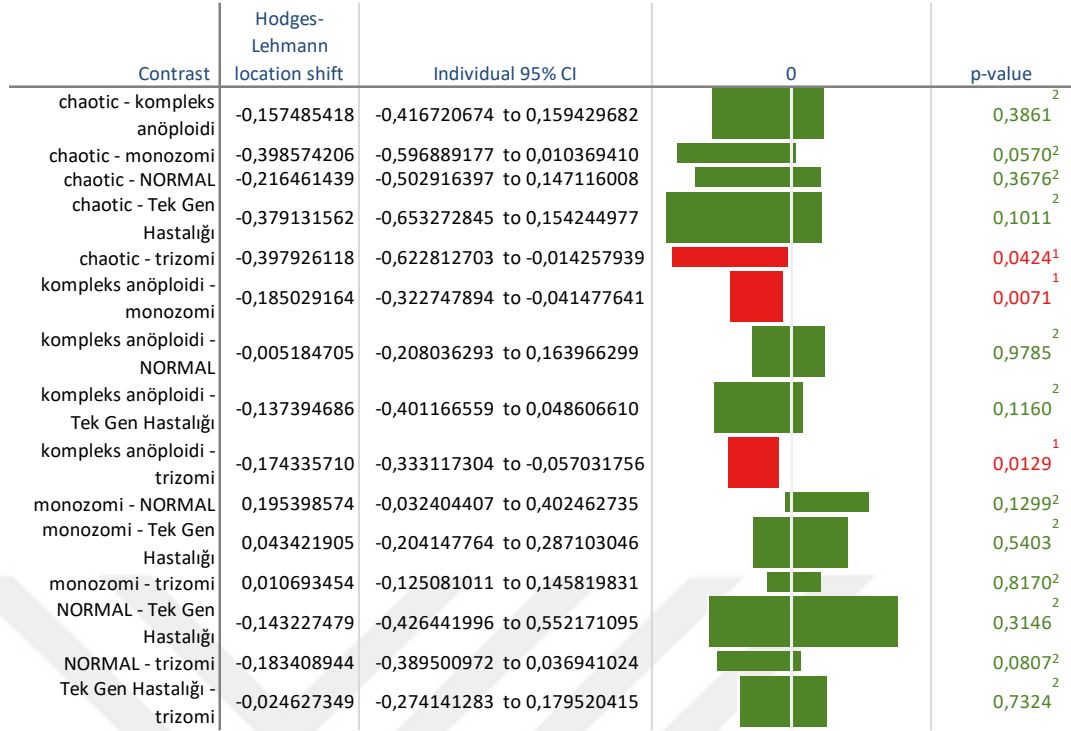 Hodges-
Lehmann
Contrast location shift Individual 95% CI 0 p-value
chaotic - kompleks
anöploidi -0,157485418 -0,416720674 to 0,159429682 0,3861²
chaotic - monozomi -0,398574206 -0,596889177 to 0,010369410 0,0570²
chaotic - NORMAL -0,216461439 -0,502916397 to 0,147116008 0,3676²
chaotic - Tek Gen
Hastalığı -0,379131562 -0,653272845 to 0,154244977 0,1011²
chaotic - trizomi -0,397926118 -0,622812703 to -0,014257939 0,0424¹
kompleks anöploidi -
monozomi -0,185029164 -0,322747894 to -0,041477641 0,0071¹
kompleks anöploidi -
NORMAL -0,005184705 -0,208036293 to 0,163966299 0,9785²
kompleks anöploidi -
Tek Gen Hastalığı -0,137394686 -0,401166559 to 0,048606610 0,1160²
kompleks anöploidi -
trizomi -0,174335710 -0,333117304 to -0,057031756 0,0129¹
monozomi - NORMAL 0,195398574 -0,032404407 to 0,402462735 0,1299²
monozomi - Tek Gen
Hastalığı 0,043421905 -0,204147764 to 0,287103046 0,5403²
monozomi - trizomi 0,010693454 -0,125081011 to 0,145819831 0,8170²
NORMAL - Tek Gen
Hastalığı -0,143227479 -0,426441996 to 0,552171095 0,3146²
NORMAL - trizomi -0,183408944 -0,389500972 to 0,036941024 0,0807²
Tek Gen Hastalığı -
trizomi -0,024627349 -0,274141283 to 0,179520415 0,7324²